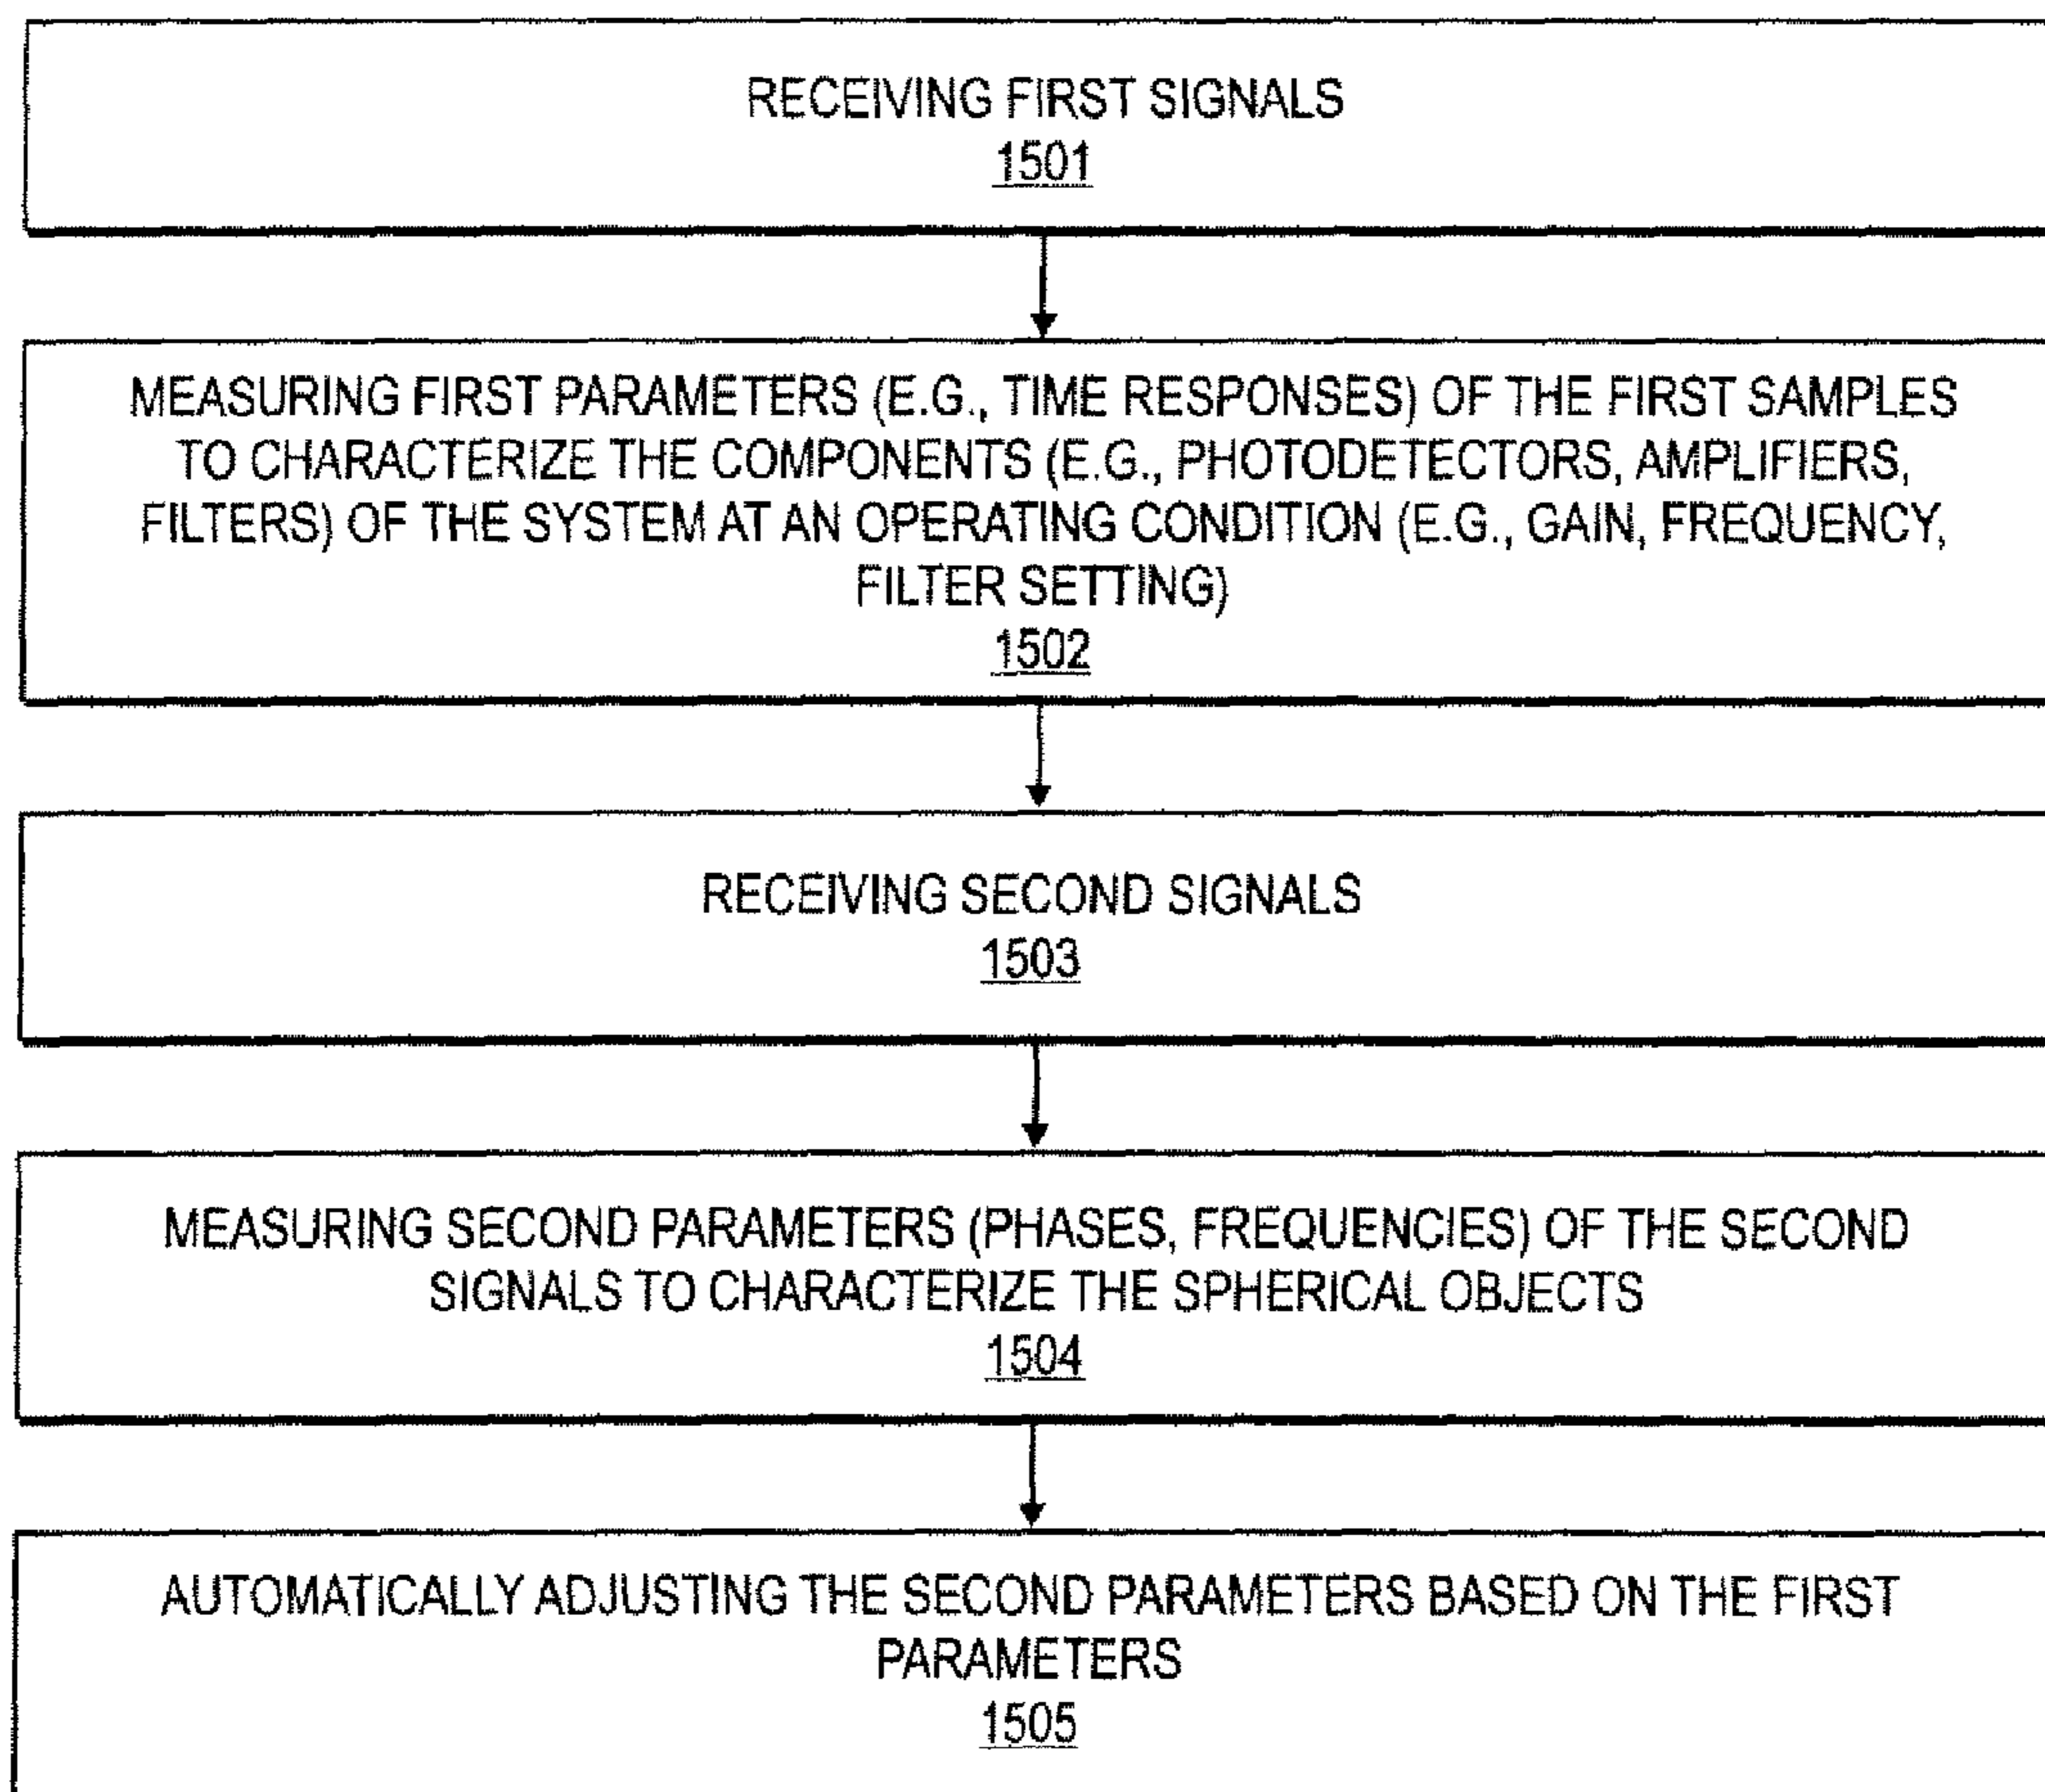 RECEIVING FIRST SIGNALS
1501
MEASURING FIRST PARAMETERS (E.G., TIME RESPONSES) OF THE FIRST SAMPLES
TO CHARACTERIZE THE COMPONENTS (E.G., PHOTODETECTORS, AMPLIFIERS,
FILTERS) OF THE SYSTEM AT AN OPERATING CONDITION (E.G., GAIN, FREQUENCY,
FILTER SETTING)
1502
RECEIVING SECOND SIGNALS
1503
MEASURING SECOND PARAMETERS (PHASES, FREQUENCIES) OF THE SECOND
SIGNALS TO CHARACTERIZE THE SPHERICAL OBJECTS
1504
AUTOMATICALLY ADJUSTING THE SECOND PARAMETERS BASED ON THE FIRST
PARAMETERS
1505